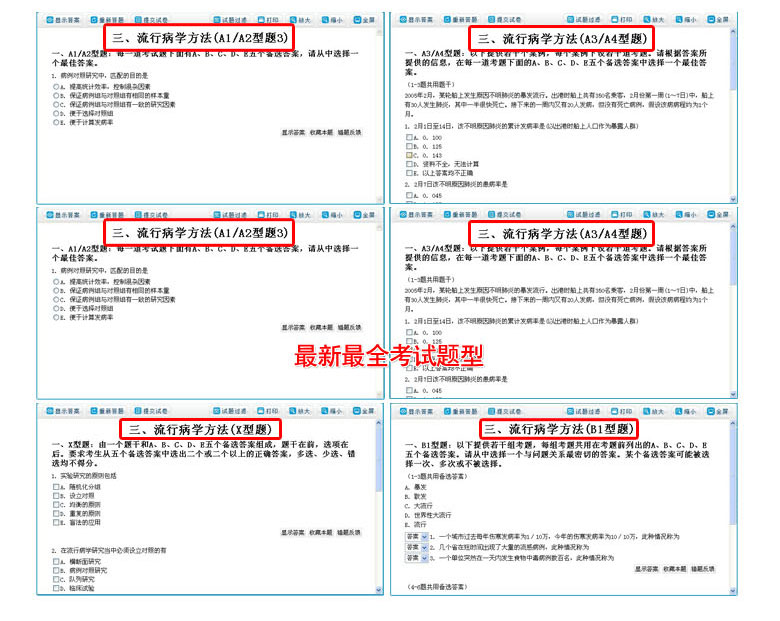 显示答案 重新答题 提交试卷 试题过滤 打印 放大 缩小 全屏
三、流行病学方法(A1/A2型题3)
一、A1/A2型题：每一道考试题下面有A、B、C、D、E五个备选答案，请从中选择一
个最佳答案。
1. 病例对照研究中，匹配的目的是
A. 提高统计效率，控制混杂因素
B. 保证病例组与对照组有相同的样本量
C. 保证病例组与对照组有一致的研究因素
D. 便于选择对照组
E. 便于计算发病率
显示答案 收藏本题 错题反馈
显示答案 重新答题 提交试卷 试题过滤 打印 放大 缩小 全屏
三、流行病学方法(A3/A4型题)
一、A3/A4型题：以下提供若干个案例，每个案例下设若干道考题。请根据答案所
提供的信息，在每一道考题下面的A、B、C、D、E五个备选答案中选择一个最佳答
案。
(1-3题共用题干)
2005年2月，某轮船上发生不明原因肺炎的暴发流行。出港时船上共有350名乘客，2月份第一周(1～7日)中，船上
有30人发生肺炎，其中一半很快死亡。接下来的一周内又有20人发病，但没有死亡病例，假设该病病程约为1个
月。
1. 2月1日至14日，该不明原因肺炎的累计发病率是(以出港时船上人口作为暴露人群)
A. 0．100
B. 0．125
C. 0．143
D. 资料不全，无法计算
E. 以上答案均不正确
2. 2月7日该不明原因肺炎的患病率是
A. 0．045
显示答案 重新答题 提交试卷 试题过滤 打印 放大 缩小 全屏
三、流行病学方法(A1/A2型题3)
一、A1/A2型题：每一道考试题下面有A、B、C、D、E五个备选答案，请从中选择一
个最佳答案。
1. 病例对照研究中，匹配的目的是
A. 提高统计效率，控制混杂因素
B. 保证病例组与对照组有相同的样本量
C. 保证病例组与对照组有一致的研究因素
D. 便于选择对照组
E. 便于计算发病率
显示答案 收藏本题 错题反馈
显示答案 重新答题 提交试卷 试题过滤 打印 放大 缩小 全屏
三、流行病学方法(A3/A4型题)
一、A3/A4型题：以下提供若干个案例，每个案例下设若干道考题。请根据答案所
提供的信息，在每一道考题下面的A、B、C、D、E五个备选答案中选择一个最佳答
案。
(1-3题共用题干)
2005年2月，某轮船上发生不明原因肺炎的暴发流行。出港时船上共有350名乘客，2月份第一周(1～7日)中，船上
有30人发生肺炎，其中一半很快死亡。接下来的一周内又有20人发病，但没有死亡病例，假设该病病程约为1个
月。
1. 2月1日至14日，该不明原因肺炎的累计发病率是(以出港时船上人口作为暴露人群)
A. 0．100
B. 0．125
最新最全考试题型
E. 以上答案均不正确
2. 2月7日该不明原因肺炎的患病率是
A. 0．045
显示答案 重新答题 提交试卷 试题过滤 打印 放大 缩小 全屏
三、流行病学方法(X型题)
一、X型题：由一个题干和A、B、C、D、E五个备选答案组成，题干在前，选项在
后。要求考生从五个备选答案中选出二个或二个以上的正确答案，多选、少选、错
选均不得分。
1. 实验研究的原则包括
A. 随机化分组
B. 设立对照
C. 均衡的原则
D. 重复的原则
E. 盲法的应用
显示答案 收藏本题 错题反馈
2. 在流行病学研究当中必须设立对照的有
A. 横断面研究
B. 病例对照研究
C. 队列研究
D. 临床试验
显示答案 重新答题 提交试卷 试题过滤 打印 放大 缩小 全屏
三、流行病学方法(B1型题)
一、B1型题：以下提供若干组考题，每组考题共用在考题前列出的A、B、C、D、E
五个备选答案。请从中选择一个与问题关系最密切的答案。某个备选答案可能被选
择一次、多次或不被选择。
(1-3题共用备选答案)
A. 暴发
B. 散发
C. 大流行
D. 世界性大流行
E. 流行
答案 1. 一个城市过去每年伤寒发病率为1／10万，今年的伤寒发病率为10／10万，此种情况称为
答案 2. 几个省在短时间出现了大量的流感病例，此种情况称为
答案 3. 一个单位突然在一天内发生食物中毒病例数百名，此种情况称为
显示答案 收藏本题 错题反馈
(4-6题共用备选答案)